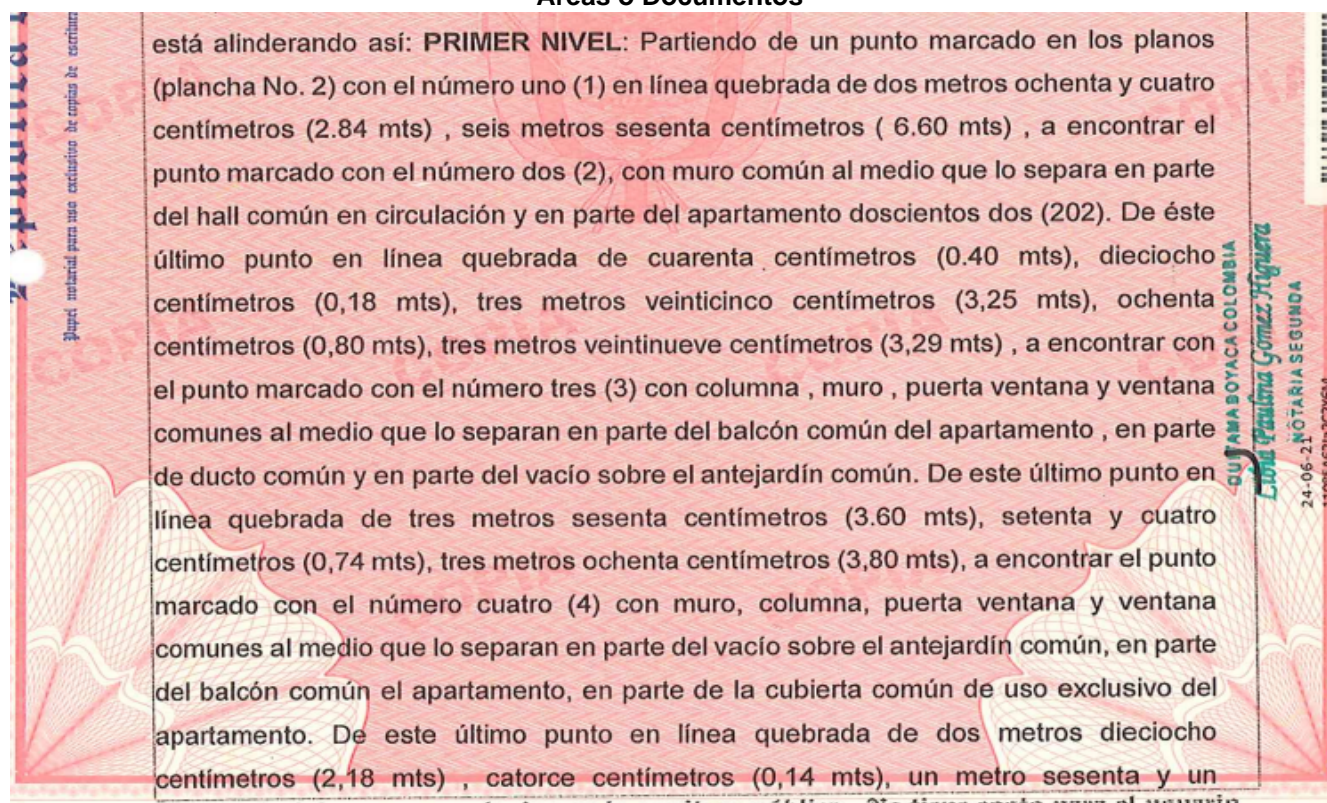 Áreas o Documentos
está alinderando así: PRIMER NIVEL: Partiendo de un punto marcado en los planos
(plancha No. 2) con el número uno (1) en línea quebrada de dos metros ochenta y cuatro
centímetros (2.84 mts) , seis metros sesenta centímetros ( 6.60 mts) , a encontrar el
punto marcado con el número dos (2), con muro común al medio que lo separa en parte
del hall común en circulación y en parte del apartamento doscientos dos (202). De éste
último punto en línea quebrada de cuarenta centímetros (0.40 mts), dieciocho
centímetros (0,18 mts), tres metros veinticinco centímetros (3,25 mts), ochenta
centímetros (0,80 mts), tres metros veintinueve centímetros (3,29 mts) , a encontrar con
el punto marcado con el número tres (3) con columna , muro , puerta ventana y ventana
comunes al medio que lo separan en parte del balcón común del apartamento , en parte
de ducto común y en parte del vacío sobre el antejardín común. De este último punto en
línea quebrada de tres metros sesenta centímetros (3.60 mts), setenta y cuatro
centímetros (0,74 mts), tres metros ochenta centímetros (3,80 mts), a encontrar el punto
marcado con el número cuatro (4) con muro, columna, puerta ventana y ventana
comunes al medio que lo separan en parte del vacío sobre el antejardín común, en parte
del balcón común el apartamento, en parte de la cubierta común de uso exclusivo del
apartamento. De este último punto en línea quebrada de dos metros dieciocho
centímetros (2,18 mts) , catorce centímetros (0,14 mts), un metro sesenta y un
Papel notarial para uso exclusivo de copias de escritura
COPIA
COPIA
COPIA
COPIA
DUITAMA BOYACA COLOMBIA
Lidia Paulina Gomez Higuera
NOTARIA SEGUNDA
24-06-21